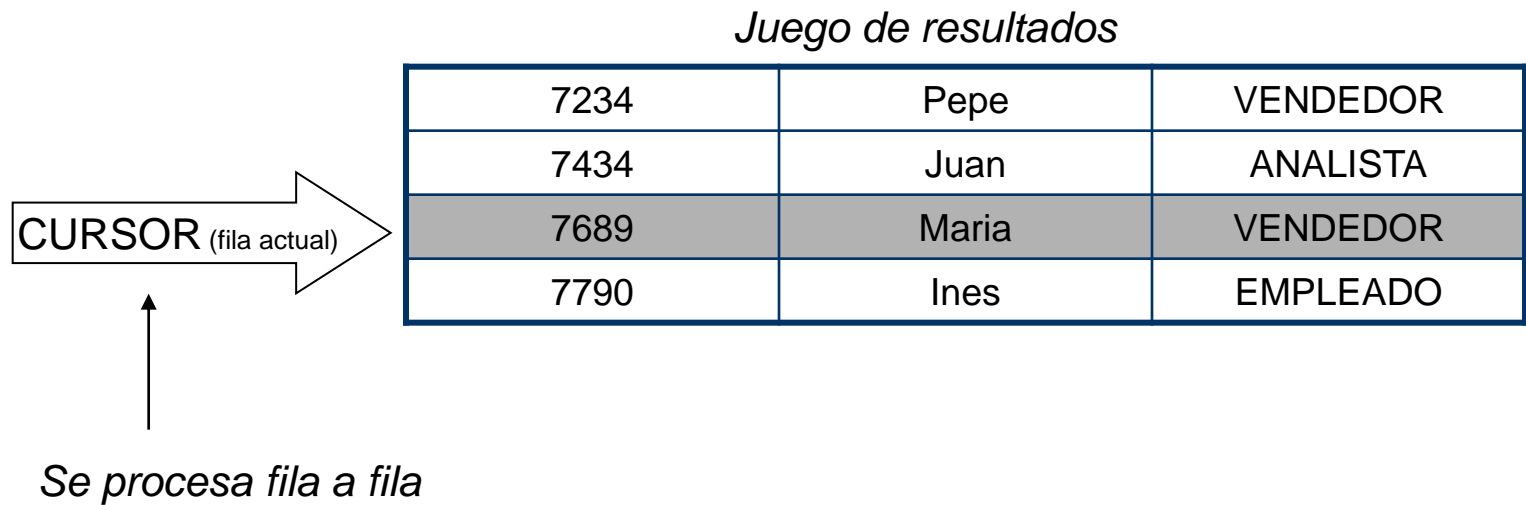 Juego de resultados
7234 Pepe VENDEDOR
7434 Juan ANALISTA
CURSOR (fila actual)
7689 Maria VENDEDOR
7790 Ines EMPLEADO
Se procesa fila a fila